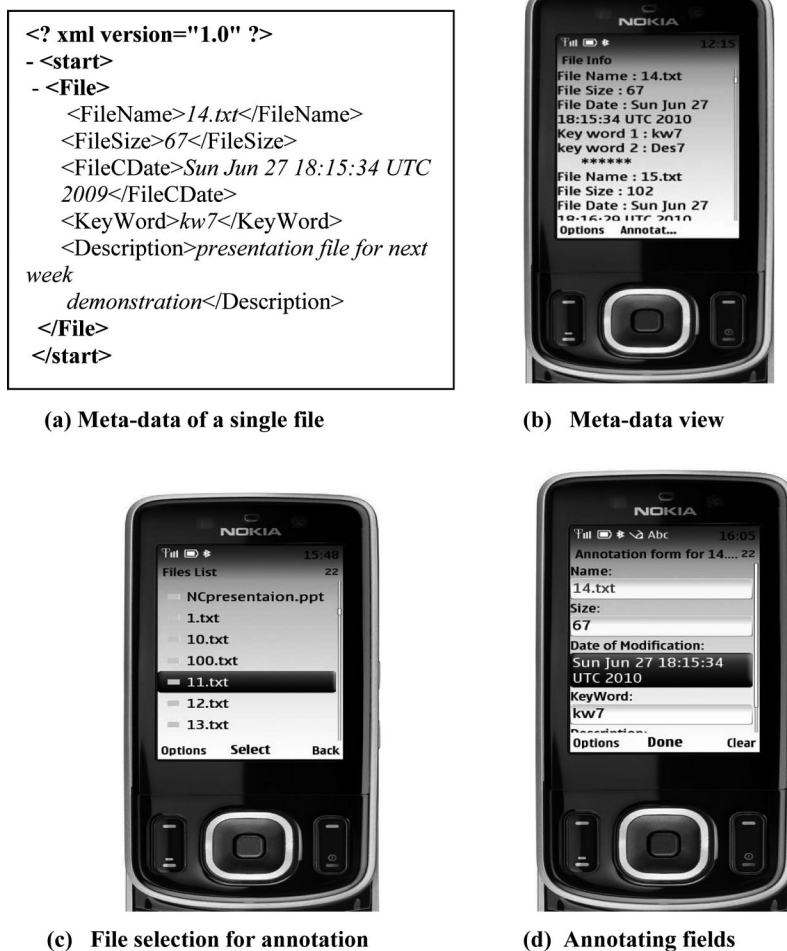 <? xml version="1.0" ?>
- <start>
- <File>
<FileName>14.txt</FileName>
<FileSize>67</FileSize>
<FileCDate>Sun Jun 27 18:15:34 UTC
2009</FileCDate>
<KeyWord>kw7</KeyWord>
<Description>presentation file for next
week
demonstration</Description>
</File>
</start>
(a) Meta-data of a single file
NOKIA
12:15
File Info
File Name : 14.txt
File Size : 67
File Date : Sun Jun 27
18:15:34 UTC 2010
Key word 1 : kw7
key word 2 : Des7
******
File Name : 15.txt
File Size : 102
File Date : Sun Jun 27
18:16:29 UTC 2010
Options Annotat...
(b) Meta-data view
NOKIA
15:48
Files List 22
NCpresentaion.ppt
1.txt
10.txt
100.txt
11.txt
12.txt
13.txt
Options Select Back
(c) File selection for annotation
NOKIA
Abc 16:05
Annotation form for 14.... 22
Name:
14.txt
Size:
67
Date of Modification:
Sun Jun 27 18:15:34
UTC 2010
KeyWord:
kw7
Description:
Options Done Clear
(d) Annotating fields